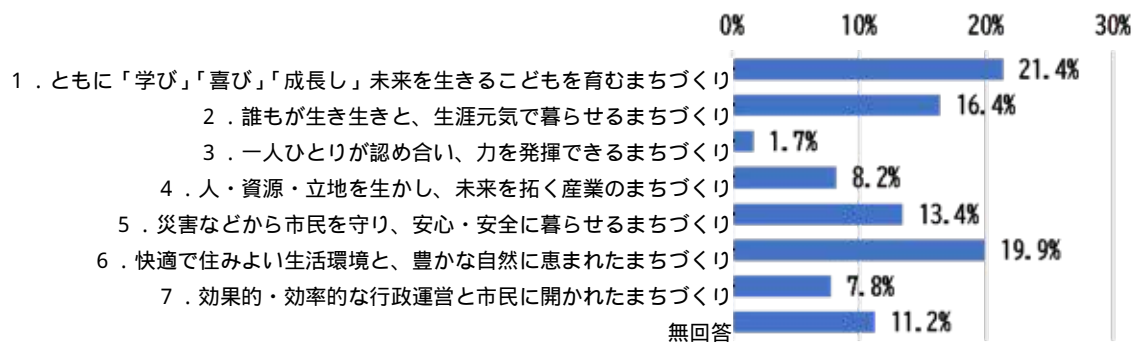 0% 10% 20% 30%
1．ともに「学び」「喜び」「成長し」未来を生きるこどもを育むまちづくり 21.4%
2．誰もが生き生きと、生涯元気で暮らせるまちづくり 16.4%
3．一人ひとりが認め合い、力を発揮できるまちづくり 1.7%
4．人・資源・立地を生かし、未来を拓く産業のまちづくり 8.2%
5．災害などから市民を守り、安心・安全に暮らせるまちづくり 13.4%
6．快適で住みよい生活環境と、豊かな自然に恵まれたまちづくり 19.9%
7．効果的・効率的な行政運営と市民に開かれたまちづくり 7.8%
無回答 11.2%